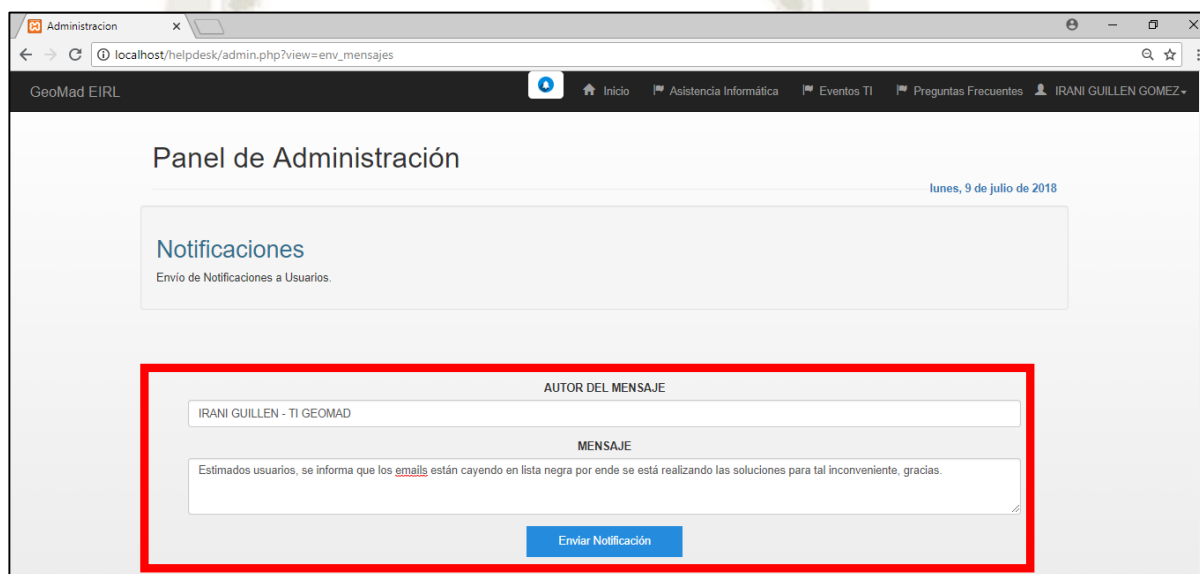 Administracion
localhost/helpdesk/admin.php?view=env_mensajes
GeoMad EIRL Inicio Asistencia Informática Eventos TI Preguntas Frecuentes IRANI GUILLEN GOMEZ
Panel de Administración
lunes, 9 de julio de 2018
Notificaciones
Envío de Notificaciones a Usuarios.
AUTOR DEL MENSAJE
IRANI GUILLEN - TI GEOMAD
MENSAJE
Estimados usuarios, se informa que los emails están cayendo en lista negra por ende se está realizando las soluciones para tal inconveniente, gracias.
Enviar Notificación